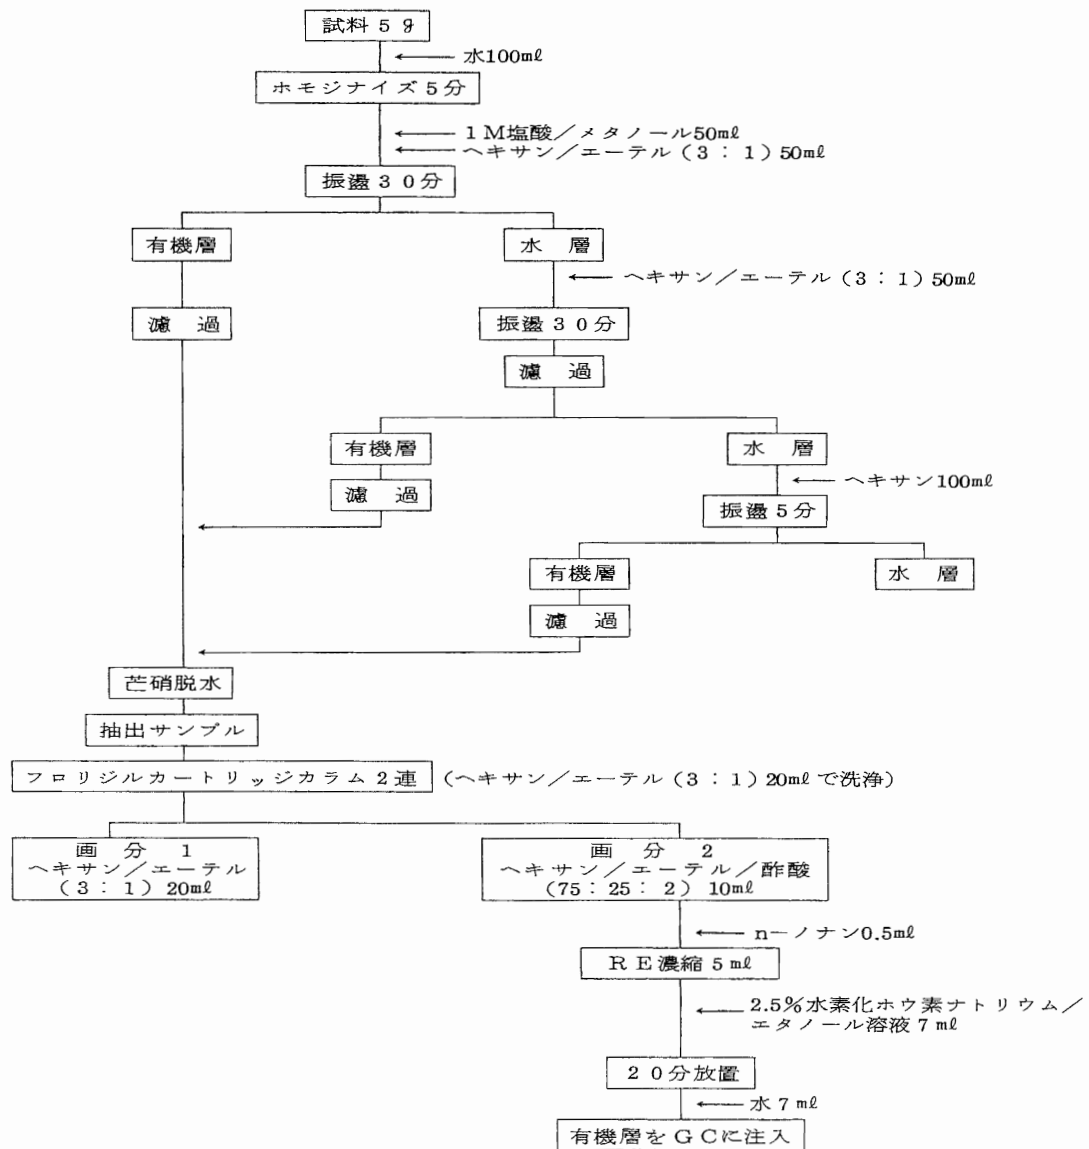 試料５ｇ
水100㎖
ホモジナイズ５分
１Ｍ塩酸／メタノール50㎖
ヘキサン／エーテル（３：１）50㎖
振盪３０分
有機層
水　層
ヘキサン／エーテル（３：１）50㎖
濾　過
振盪３０分
濾　過
有機層
水　層
濾　過
ヘキサン100㎖
振盪５分
有機層
水　層
濾　過
芒硝脱水
抽出サンプル
フロリジルカートリッジカラム２連（ヘキサン／エーテル（３：１）20㎖で洗浄）
画　分　１
ヘキサン／エーテル
（３：１）20㎖
画　分　２
ヘキサン／エーテル／酢酸
（75：25：２）10㎖
n－ノナン0.5㎖
ＲＥ濃縮５㎖
2.5％水素化ホウ素ナトリウム／
エタノール溶液７㎖
２０分放置
水７㎖
有機層をＧＣに注入